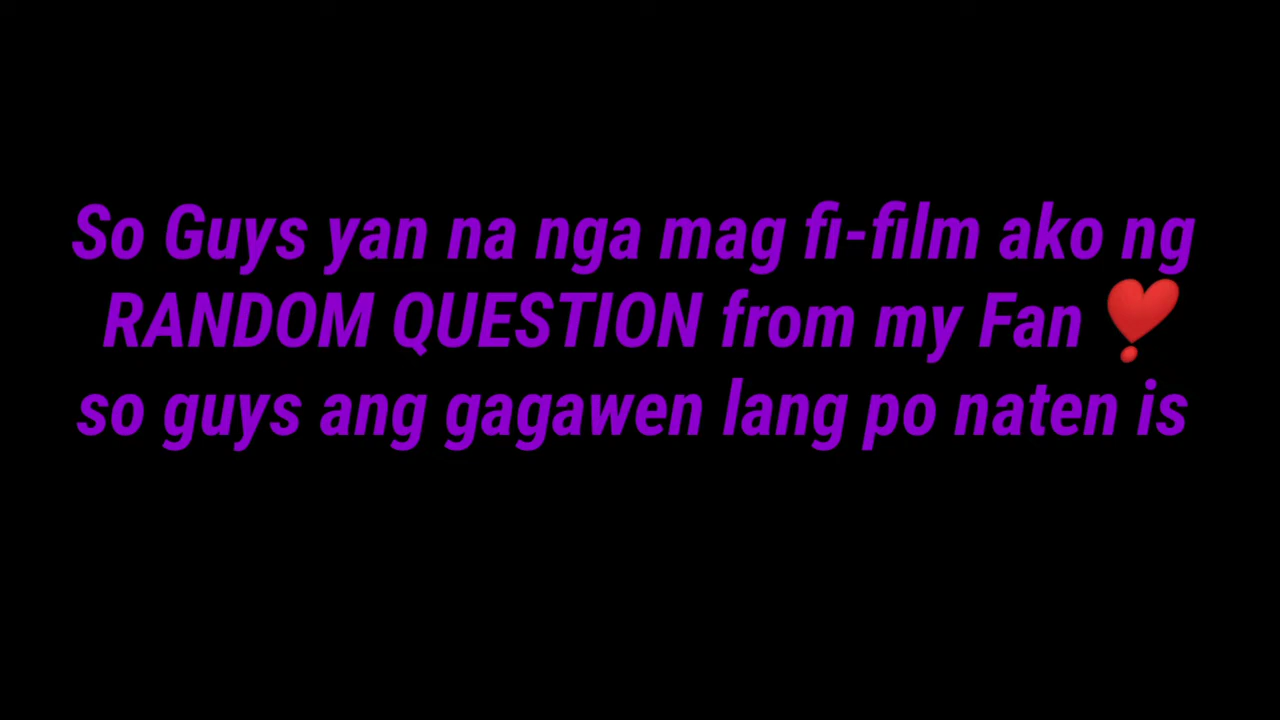 So Guys yan na nga mag fi-film ako ng
RANDOM QUESTION from my Fan ❣️
so guys ang gagawen lang po naten is